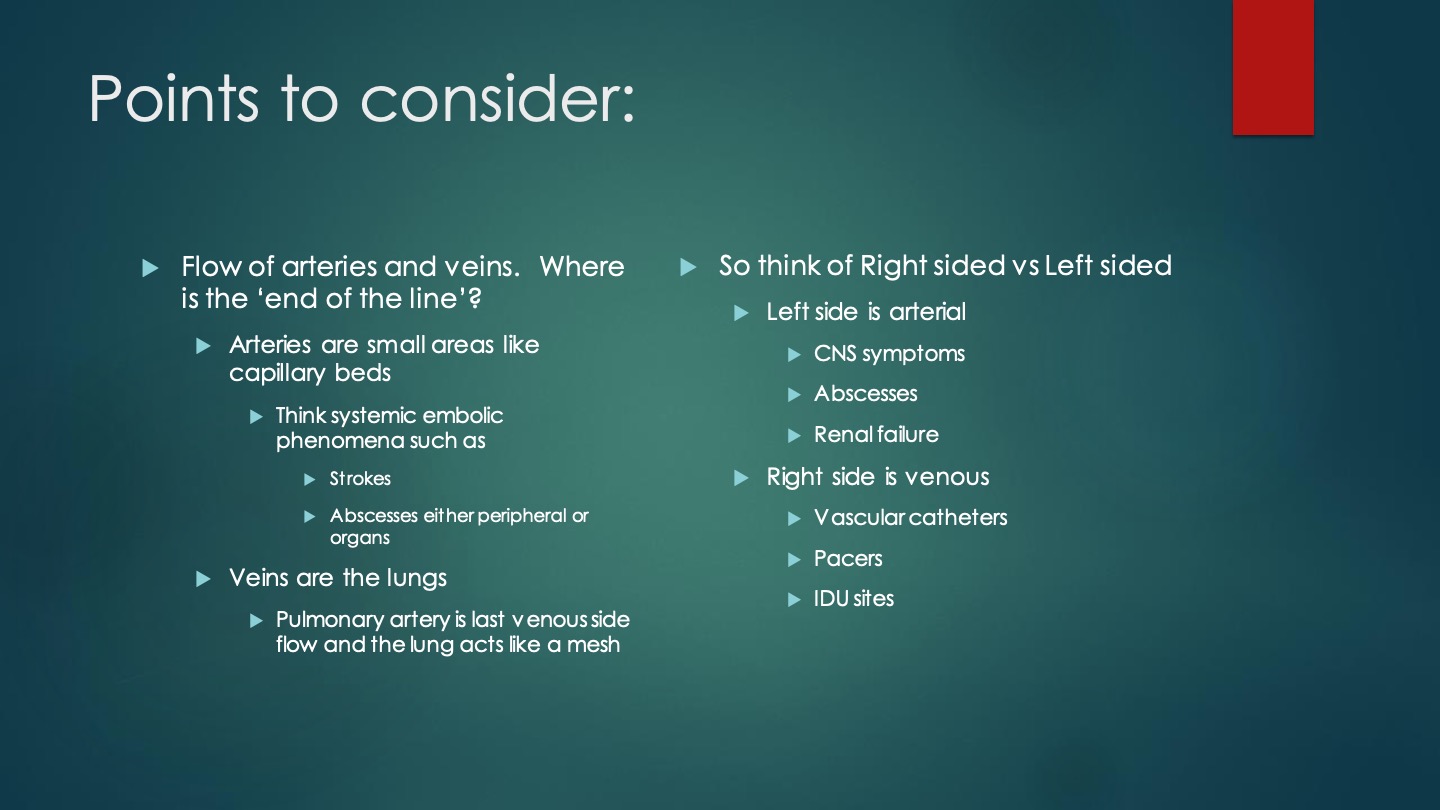 Points to consider:
Flow of arteries and veins. Where
is the ‘end of the line’?
Arteries are small areas like
capillary beds
Think systemic embolic
phenomena such as
Strokes
Abscesses either peripheral or
organs
Veins are the lungs
Pulmonary artery is last venous side
flow and the lung acts like a mesh
So think of Right sided vs Left sided
Left side is arterial
CNS symptoms
Abscesses
Renal failure
Right side is venous
Vascular catheters
Pacers
IDU sites